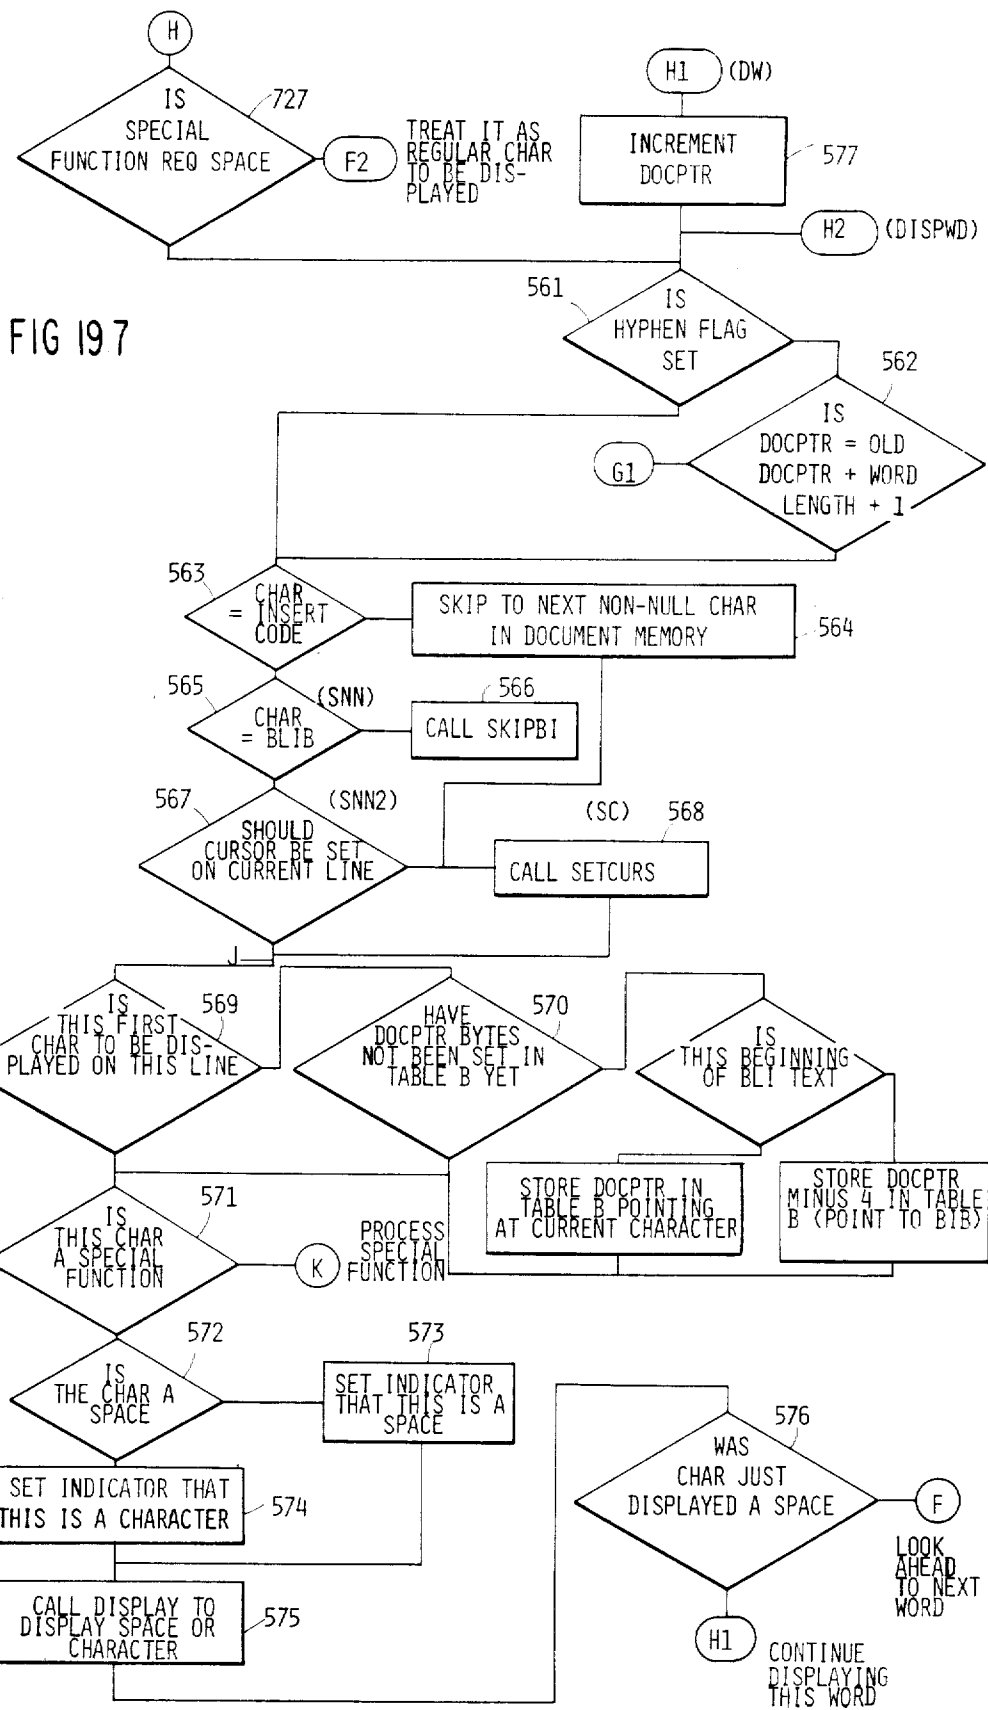 H
IS
SPECIAL
FUNCTION REQ SPACE
727
F2
TREAT IT AS
REGULAR CHAR
TO BE DIS-
PLAYED
H1
(DW)
INCREMENT
DOCPTR
577
H2
(DISPWD)
FIG 19 7
561
IS
HYPHEN FLAG
SET
562
IS
DOCPTR = OLD
DOCPTR + WORD
LENGTH + 1
G1
563
CHAR
= INSERT
CODE
SKIP TO NEXT NON-NULL CHAR
IN DOCUMENT MEMORY
564
565
(SNN)
CHAR
= BLIB
566
CALL SKIPBI
567
(SNN2)
SHOULD
CURSOR BE SET
ON CURRENT LINE
(SC)
568
CALL SETCURS
J
IS
THIS FIRST
CHAR TO BE DIS-
PLAYED ON THIS LINE
569
HAVE
DOCPTR BYTES
NOT BEEN SET IN
TABLE B YET
570
IS
THIS BEGINNING
OF BLI TEXT
STORE DOCPTR IN
TABLE B POINTING
AT CURRENT CHARACTER
STORE DOCPTR
MINUS 4 IN TABLE
B (POINT TO BIB)
571
IS
THIS CHAR
A SPECIAL
FUNCTION
K
PROCESS
SPECIAL
FUNCTION
572
IS
THE CHAR A
SPACE
573
SET INDICATOR
THAT THIS IS A
SPACE
SET INDICATOR THAT
THIS IS A CHARACTER
574
CALL DISPLAY TO
DISPLAY SPACE OR
CHARACTER
575
576
WAS
CHAR JUST
DISPLAYED A SPACE
F
LOOK
AHEAD
TO NEXT
WORD
H1
CONTINUE
DISPLAYING
THIS WORD